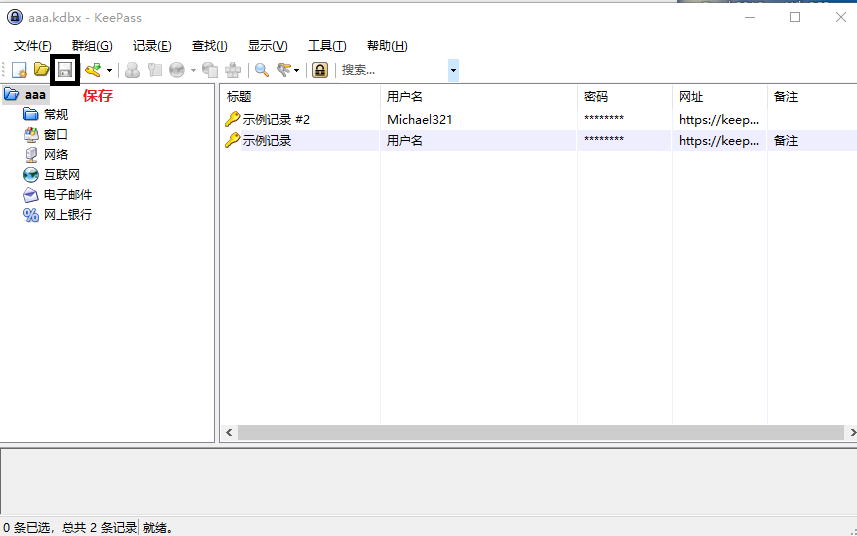 aaa.kdbx - KeePass
文件(F) 群组(G) 记录(E) 查找(I) 显示(V) 工具(T) 帮助(H)
搜索...
aaa
保存
常规
窗口
网络
互联网
电子邮件
网上银行
标题 用户名 密码 网址 备注
示例记录 #2 Michael321 ******** https://keep...
示例记录 用户名 ******** https://keep... 备注
0 条已选，总共 2 条记录 就绪。